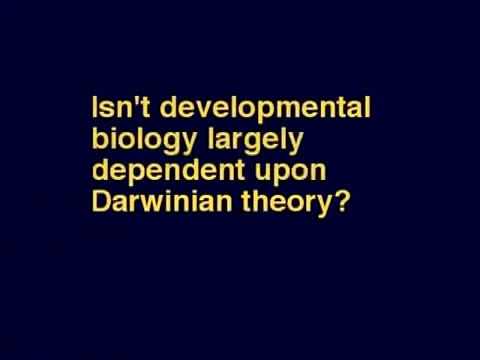 Isn't developmental
biology largely
dependent upon
Darwinian theory?